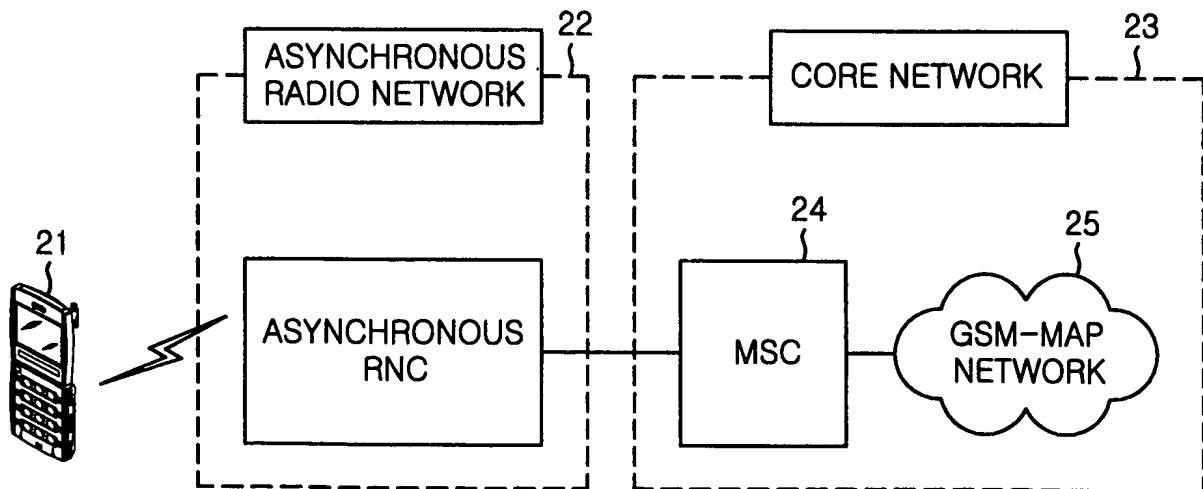 ASYNCHRONOUS
RADIO NETWORK
22
CORE NETWORK
23
21
ASYNCHRONOUS
RNC
24
MSC
25
GSM-MAP
NETWORK